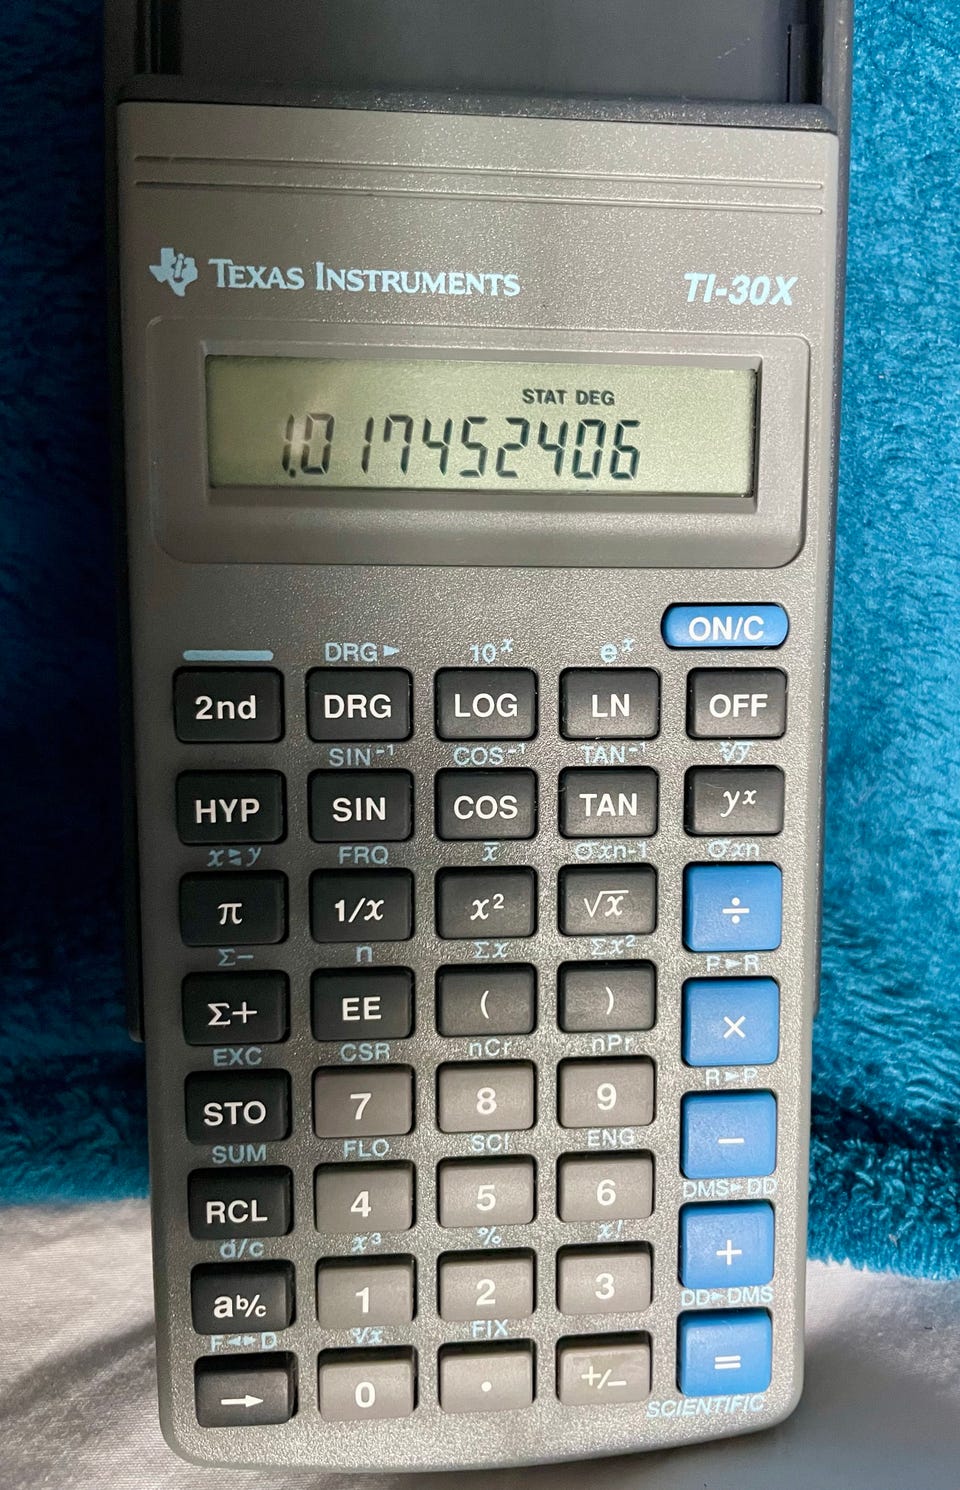 TEXAS INSTRUMENTS TI-30X
STAT DEG
1.017452406
ON/C
DRG► 10ˣ eˣ
2nd DRG LOG LN OFF
SIN⁻¹ COS⁻¹ TAN⁻¹ ˣ√y
HYP SIN COS TAN yˣ
x⇆y FRQ x̄ σxn-1 σxn
π 1/x x² √x ÷
Σ- n Σx Σx² P►R
Σ+ EE ( ) ×
EXC CSR nCr nPr R►P
STO 7 8 9 −
SUM FLO SCI ENG DMS►DD
RCL 4 5 6 +
d/c x³ % x! DD►DMS
ab/c 1 2 3 =
F◄►D ³√x FIX
→ 0 . +/−
SCIENTIFIC